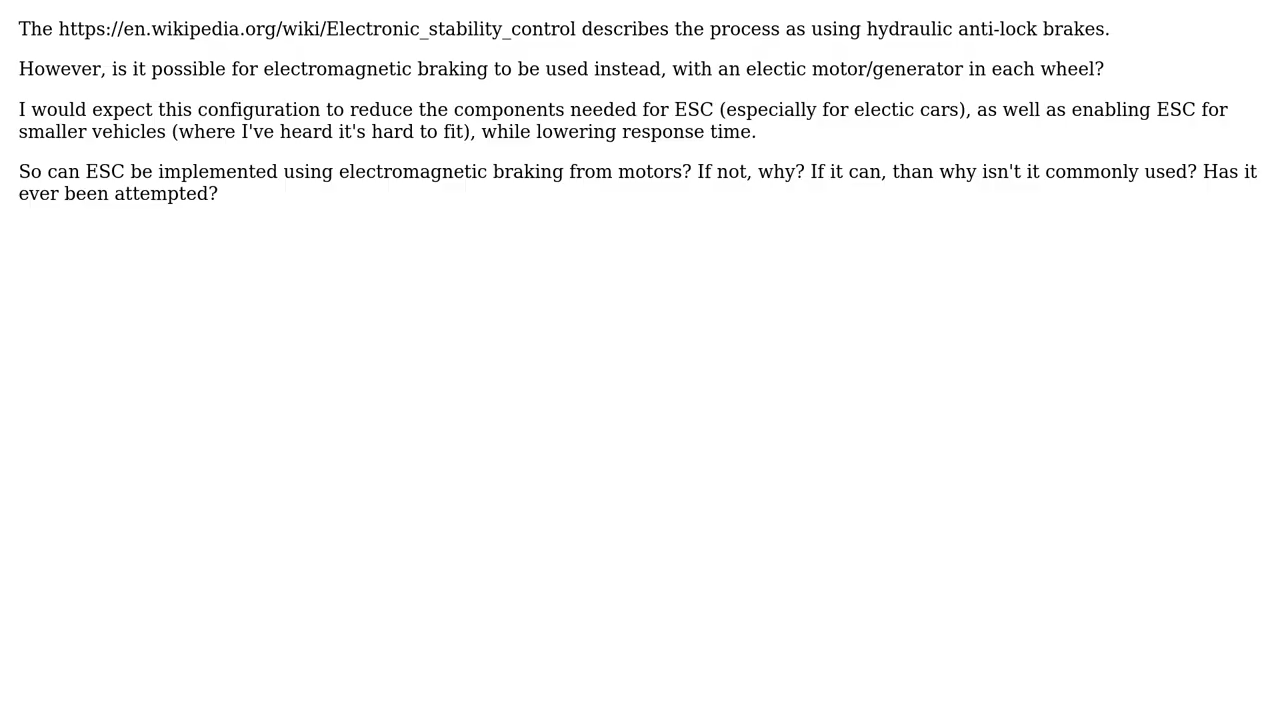 The https://en.wikipedia.org/wiki/Electronic_stability_control describes the process as using hydraulic anti-lock brakes.
However, is it possible for electromagnetic braking to be used instead, with an electic motor/generator in each wheel?
I would expect this configuration to reduce the components needed for ESC (especially for electic cars), as well as enabling ESC for
smaller vehicles (where I've heard it's hard to fit), while lowering response time.
So can ESC be implemented using electromagnetic braking from motors? If not, why? If it can, than why isn't it commonly used? Has it
ever been attempted?